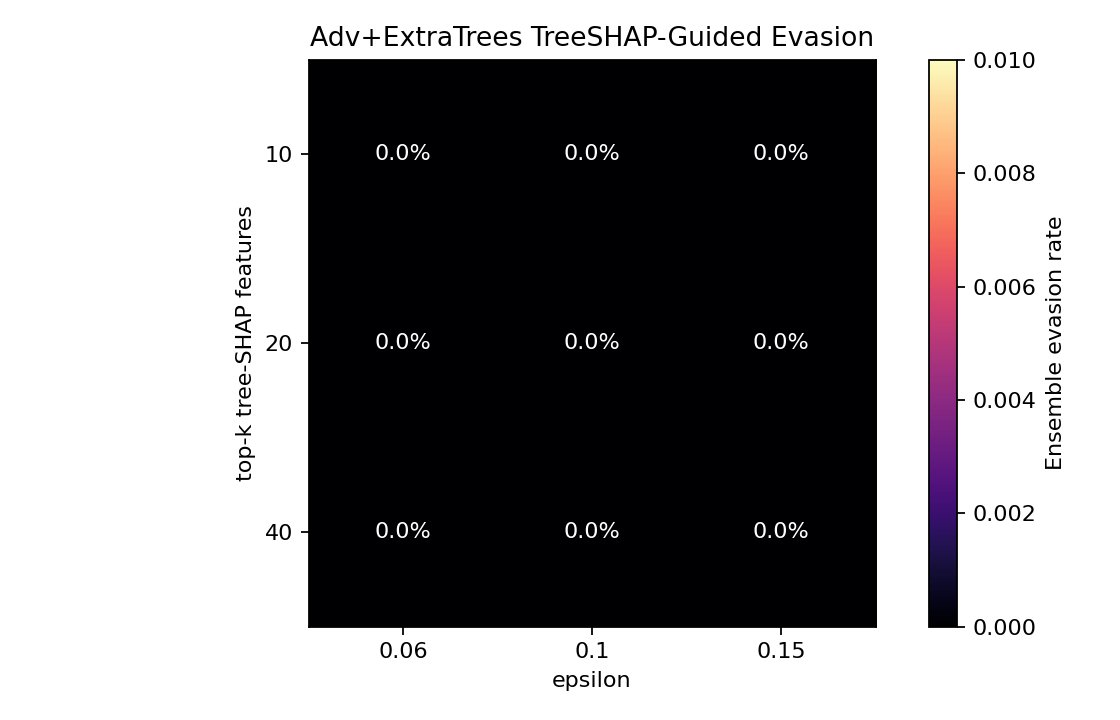 Adv+ExtraTrees TreeSHAP-Guided Evasion
top-k tree-SHAP features
10
0.0% 0.0% 0.0%
20
0.0% 0.0% 0.0%
40
0.0% 0.0% 0.0%
0.06 0.1 0.15
epsilon
0.010
0.008
0.006
0.004
0.002
0.000
Ensemble evasion rate